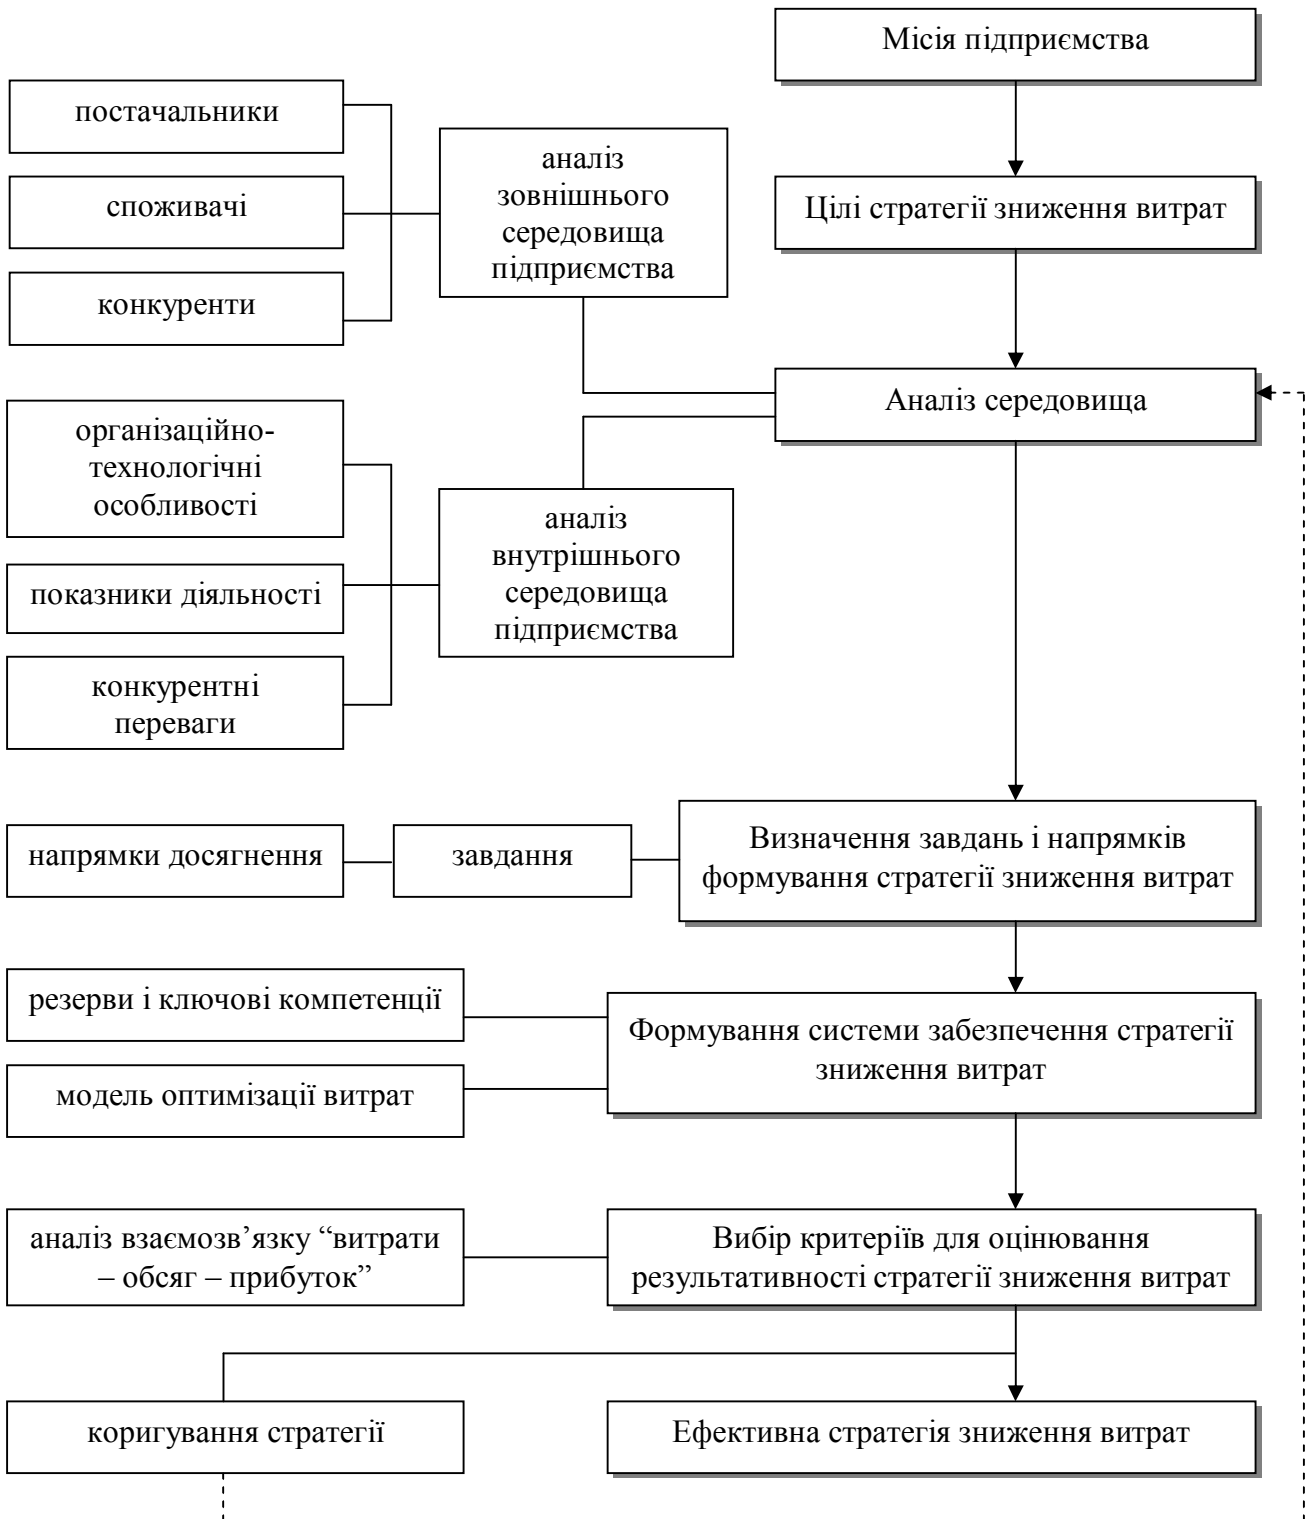 Місія підприємства
постачальники
аналіз
зовнішнього
середовища
підприємства
споживачі
Цілі стратегії зниження витрат
конкуренти
Аналіз середовища
організаційно-
технологічні
особливості
аналіз
внутрішнього
середовища
підприємства
показники діяльності
конкурентні
переваги
напрямки досягнення
завдання
Визначення завдань і напрямків
формування стратегії зниження витрат
резерви і ключові компетенції
Формування системи забезпечення стратегії
зниження витрат
модель оптимізації витрат
аналіз взаємозв’язку “витрати
– обсяг – прибуток”
Вибір критеріїв для оцінювання
результативності стратегії зниження витрат
коригування стратегії
Ефективна стратегія зниження витрат